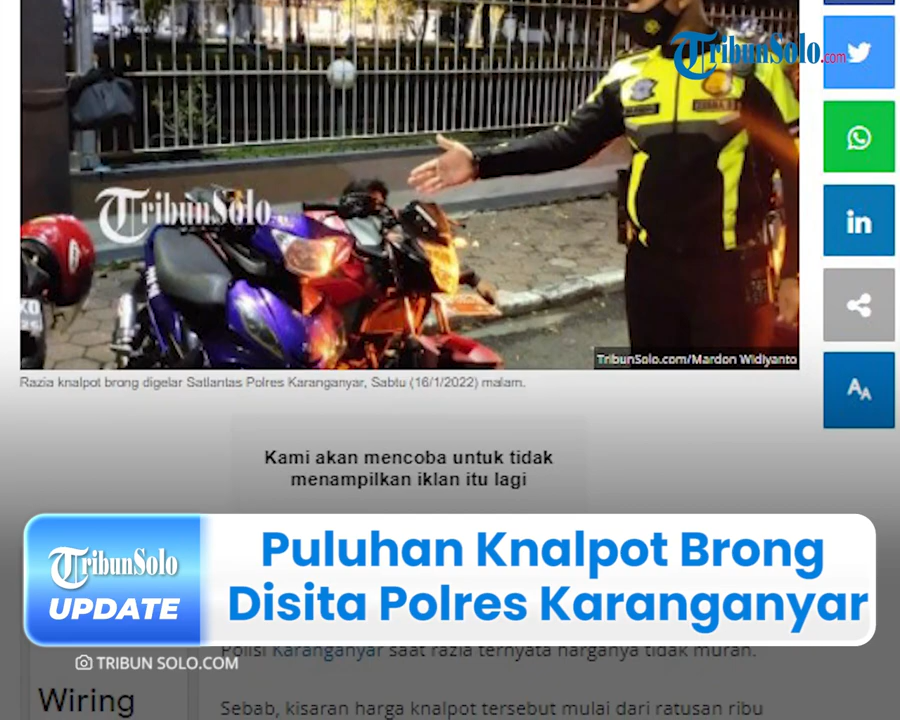 TribunSolo.com
TribunSolo
TribunSolo.com/Mardon Widiyanto
Razia knalpot brong digelar Satlantas Polres Karanganyar, Sabtu (16/1/2022) malam.
Kami akan mencoba untuk tidak
menampilkan iklan itu lagi
TribunSolo
UPDATE
Puluhan Knalpot Brong
Disita Polres Karanganyar
Polisi Karanganyar saat razia ternyata harganya tidak murah.
TRIBUN SOLO.COM
Wiring
Sebab, kisaran harga knalpot tersebut mulai dari ratusan ribu